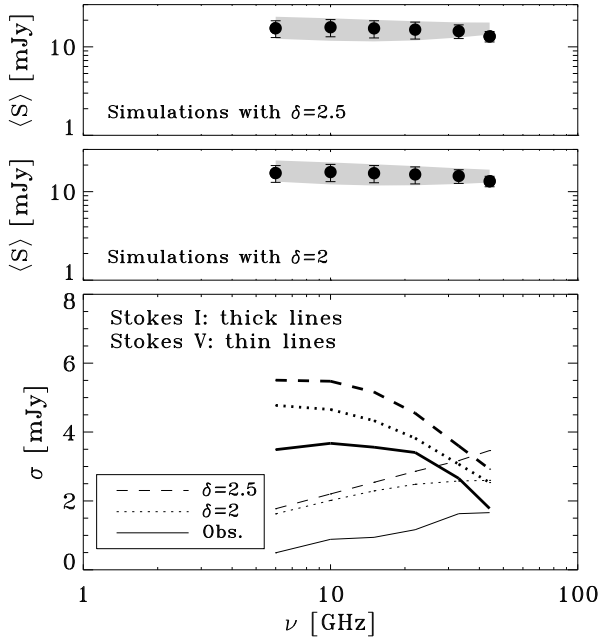 ⟨S⟩ [mJy]
10
1
Simulations with δ=2.5
⟨S⟩ [mJy]
10
1
Simulations with δ=2
σ [mJy]
8
6
4
2
0
Stokes I: thick lines
Stokes V: thin lines
δ=2.5
δ=2
Obs.
1
10
100
ν [GHz]